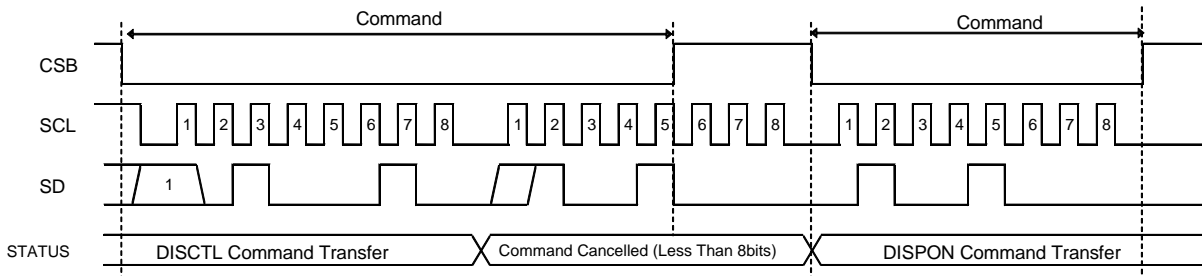 Command Command
CSB
SCL 1 2 3 4 5 6 7 8 1 2 3 4 5 6 7 8 1 2 3 4 5 6 7 8
SD 1
STATUS DISCTL Command Transfer Command Cancelled (Less Than 8bits) DISPON Command Transfer